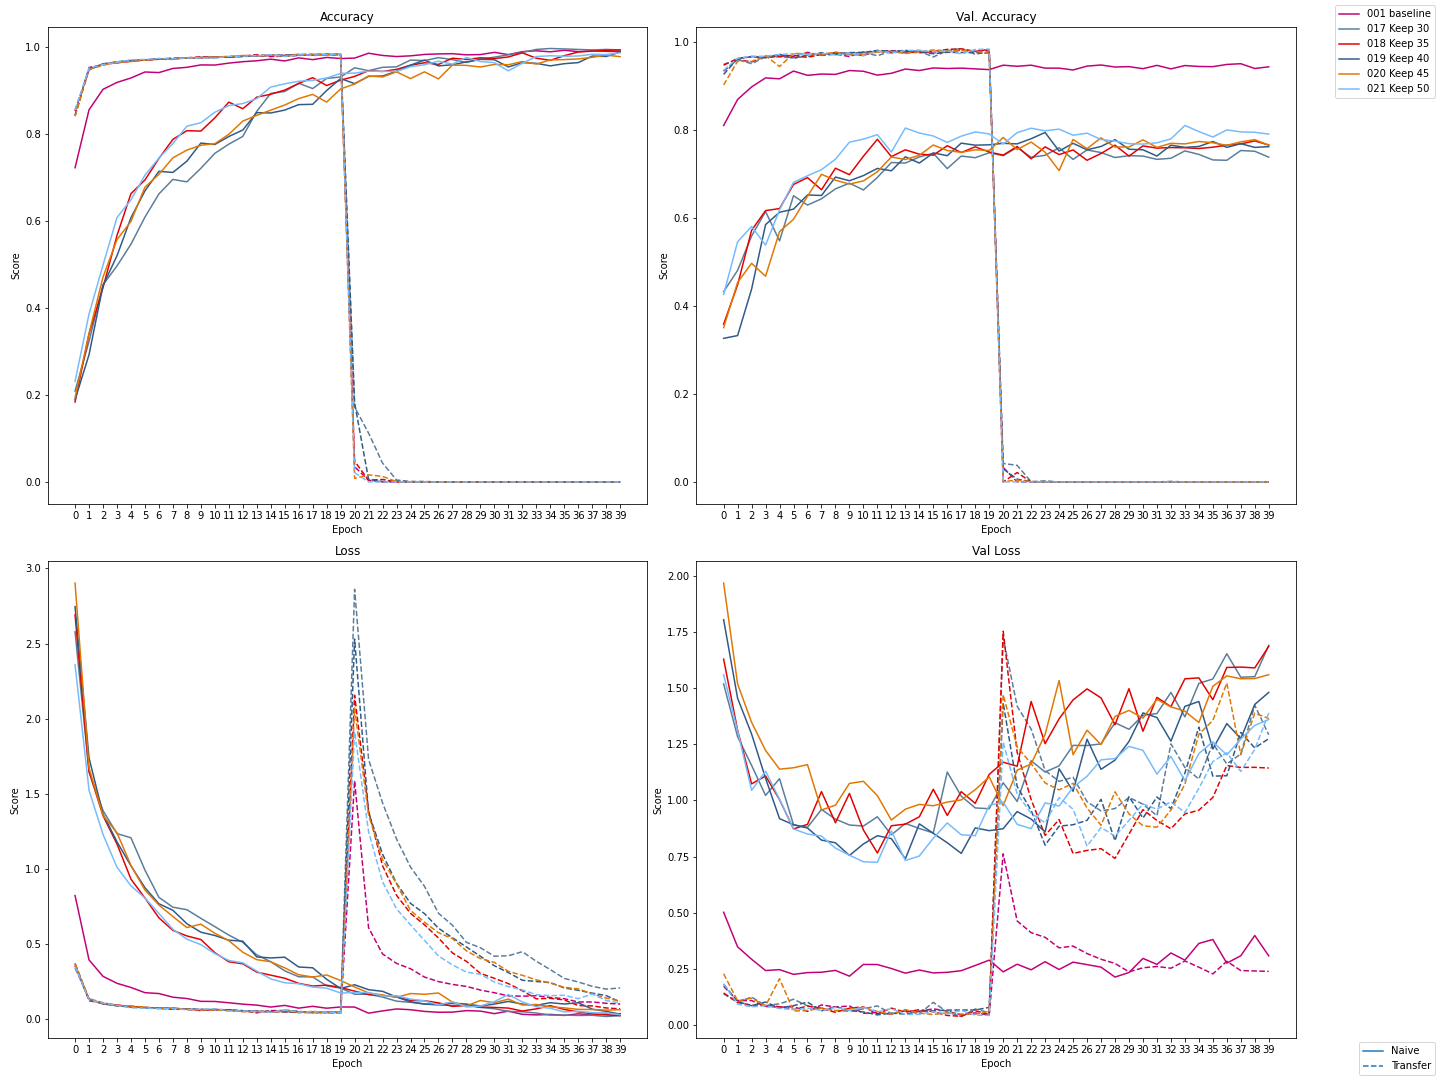 Accuracy
Val. Accuracy
001 baseline
017 Keep 30
018 Keep 35
019 Keep 40
020 Keep 45
021 Keep 50
1.0
0.8
0.6
0.4
0.2
0.0
Score
0 1 2 3 4 5 6 7 8 9 10 11 12 13 14 15 16 17 18 19 20 21 22 23 24 25 26 27 28 29 30 31 32 33 34 35 36 37 38 39
Epoch
1.0
0.8
0.6
0.4
0.2
0.0
Score
0 1 2 3 4 5 6 7 8 9 10 11 12 13 14 15 16 17 18 19 20 21 22 23 24 25 26 27 28 29 30 31 32 33 34 35 36 37 38 39
Epoch
Loss
3.0
2.5
2.0
1.5
1.0
0.5
0.0
Score
0 1 2 3 4 5 6 7 8 9 10 11 12 13 14 15 16 17 18 19 20 21 22 23 24 25 26 27 28 29 30 31 32 33 34 35 36 37 38 39
Epoch
Val Loss
2.00
1.75
1.50
1.25
1.00
0.75
0.50
0.25
0.00
Score
0 1 2 3 4 5 6 7 8 9 10 11 12 13 14 15 16 17 18 19 20 21 22 23 24 25 26 27 28 29 30 31 32 33 34 35 36 37 38 39
Epoch
Naive
Transfer